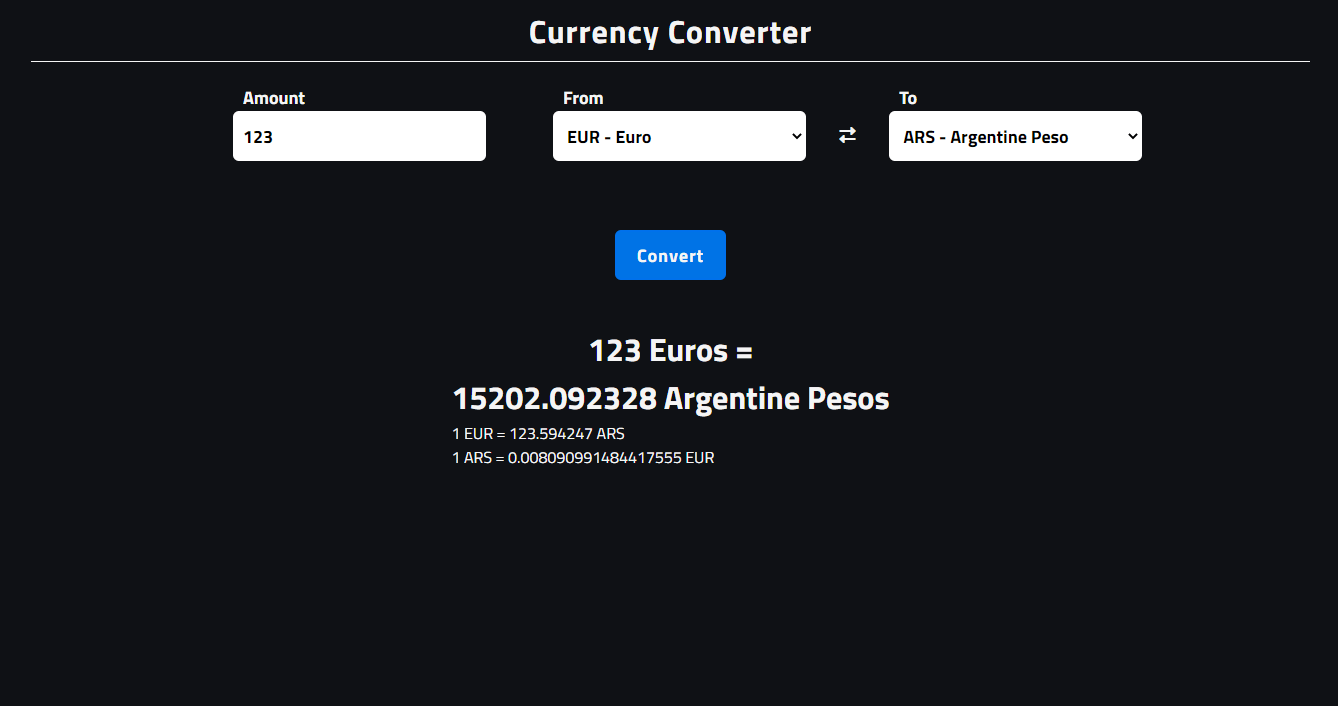 Currency Converter
Amount
From
To
123
EUR - Euro
ARS - Argentine Peso
Convert
123 Euros =
15202.092328 Argentine Pesos
1 EUR = 123.594247 ARS
1 ARS = 0.008090991484417555 EUR